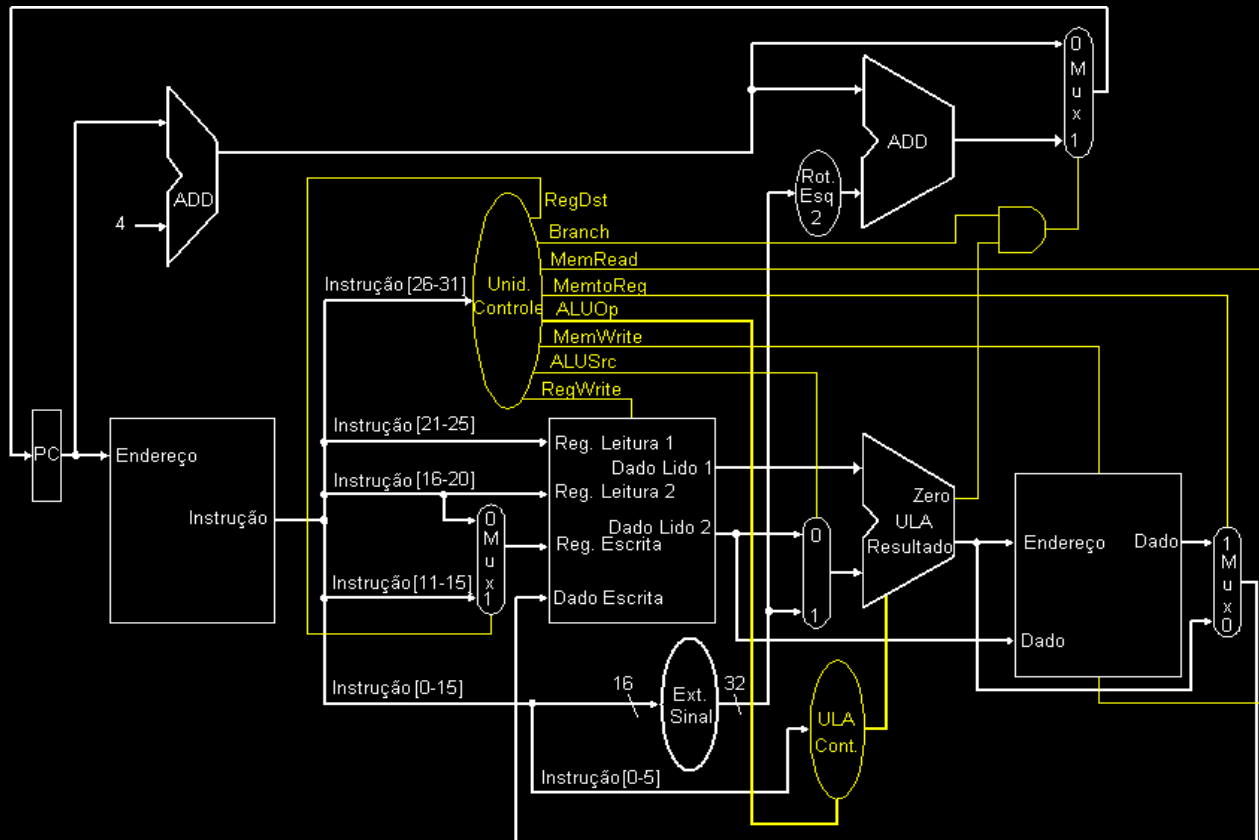 0
M
u
x
1
ADD
ADD
Rot.
Esq
2
4
RegDst
Branch
MemRead
MemtoReg
ALUOp
MemWrite
ALUSrc
RegWrite
Unid.
Controle
Instrução [26-31]
PC
Endereço
Instrução
Instrução [21-25]
Instrução [16-20]
Instrução [11-15]
0
M
u
x
1
Reg. Leitura 1
Dado Lido 1
Reg. Leitura 2
Dado Lido 2
Reg. Escrita
Dado Escrita
0
1
Zero
ULA
Resultado
Endereço
Dado
Dado
1
M
u
x
0
Instrução [0-15]
16
Ext.
Sinal
32
ULA
Cont.
Instrução [0-5]